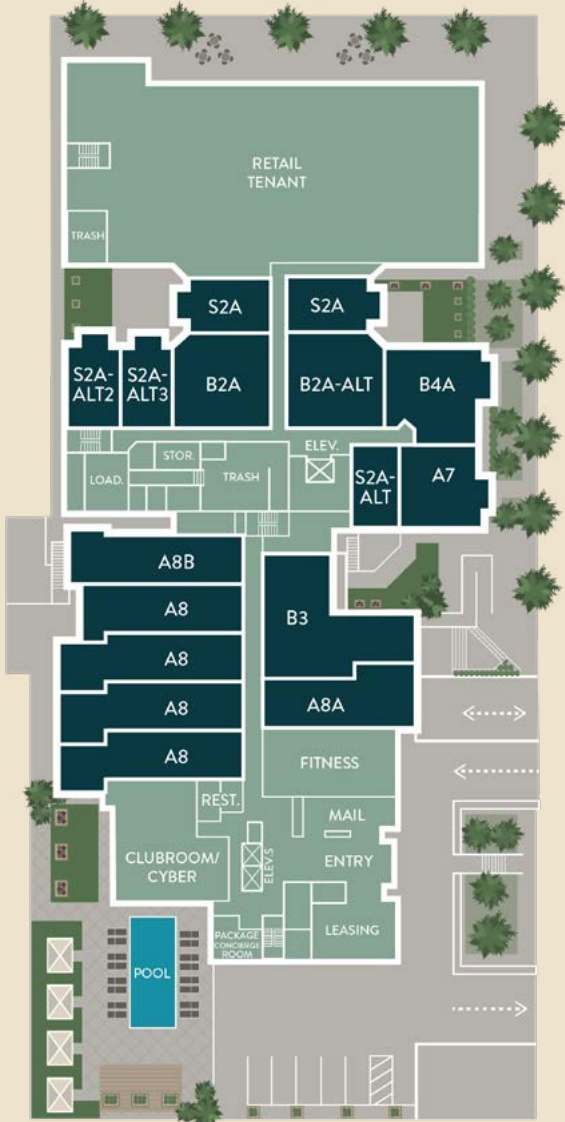 RETAIL
TENANT
TRASH
S2A
S2A
S2A-
ALT2
S2A-
ALT3
B2A
B2A-ALT
B4A
ELEV.
STOR.
LOAD.
TRASH
S2A-
ALT
A7
A8B
A8
B3
A8
A8
A8A
A8
FITNESS
REST.
MAIL
CLUBROOM/
CYBER
ELEV.S
ENTRY
LEASING
PACKAGE
CONCIERGE
ROOM
POOL